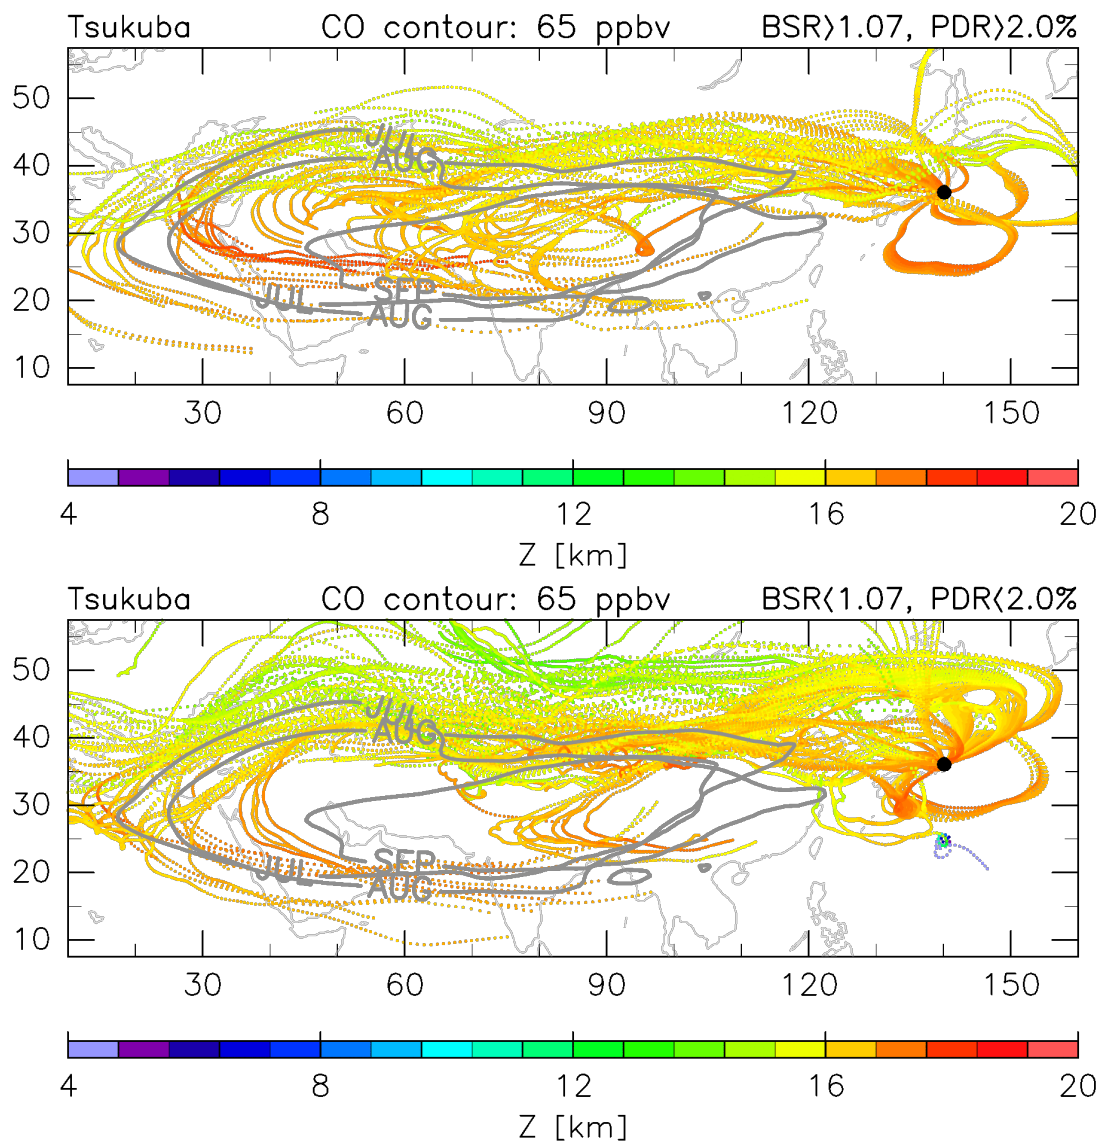 Tsukuba CO contour: 65 ppbv BSR>1.07, PDR>2.0%
50
40
30
20
10
JUL
AUG
SEP
JUL
AUG
30 60 90 120 150
4 8 12 16 20
Z [km]
Tsukuba CO contour: 65 ppbv BSR<1.07, PDR<2.0%
50
40
30
20
10
JUL
AUG
SEP
JUL
AUG
30 60 90 120 150
4 8 12 16 20
Z [km]